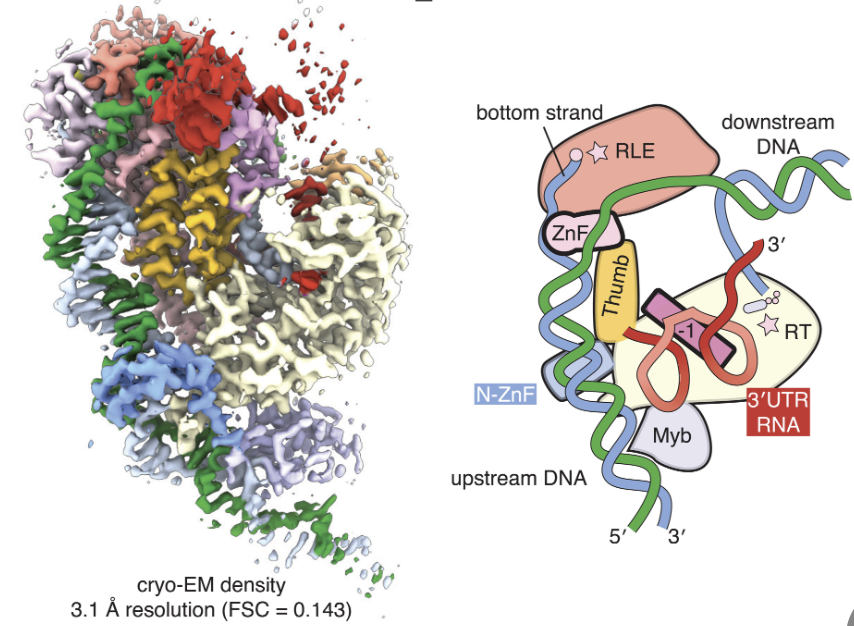 cryo-EM density
3.1 Å resolution (FSC = 0.143)
bottom strand
RLE
downstream
DNA
ZnF
3′
Thumb
-1
RT
N-ZnF
3′UTR
RNA
Myb
upstream DNA
5′
3′